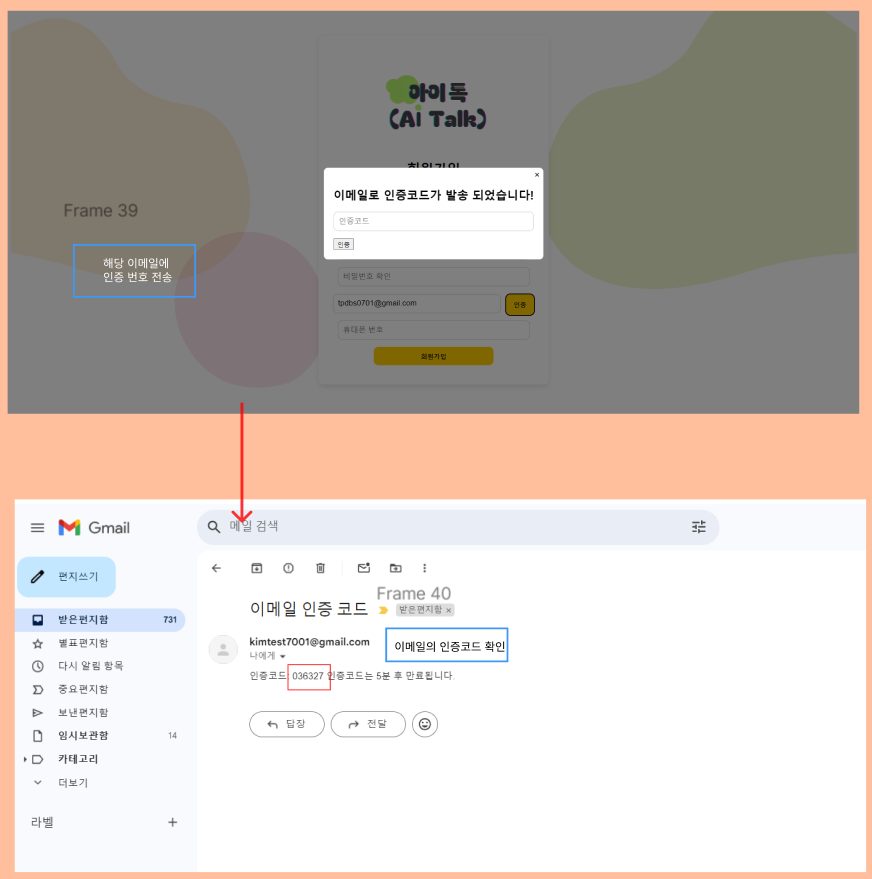 아이톡
(Ai Talk)
회원가입
×
이메일로 인증코드가 발송 되었습니다!
인증코드
인증
Frame 39
해당 이메일에
인증 번호 전송
비밀번호 확인
tpdbs0701@gmail.com
인증
휴대폰 번호
회원가입
Gmail
메일 검색
편지쓰기
Frame 40
이메일 인증 코드
받은편지함 ×
받은편지함 731
별표편지함
다시 알림 항목
중요편지함
보낸편지함
임시보관함 14
카테고리
더보기
라벨 +
kimtest7001@gmail.com
나에게
이메일의 인증코드 확인
인증코드: 036327 인증코드는 5분 후 만료됩니다.
답장
전달